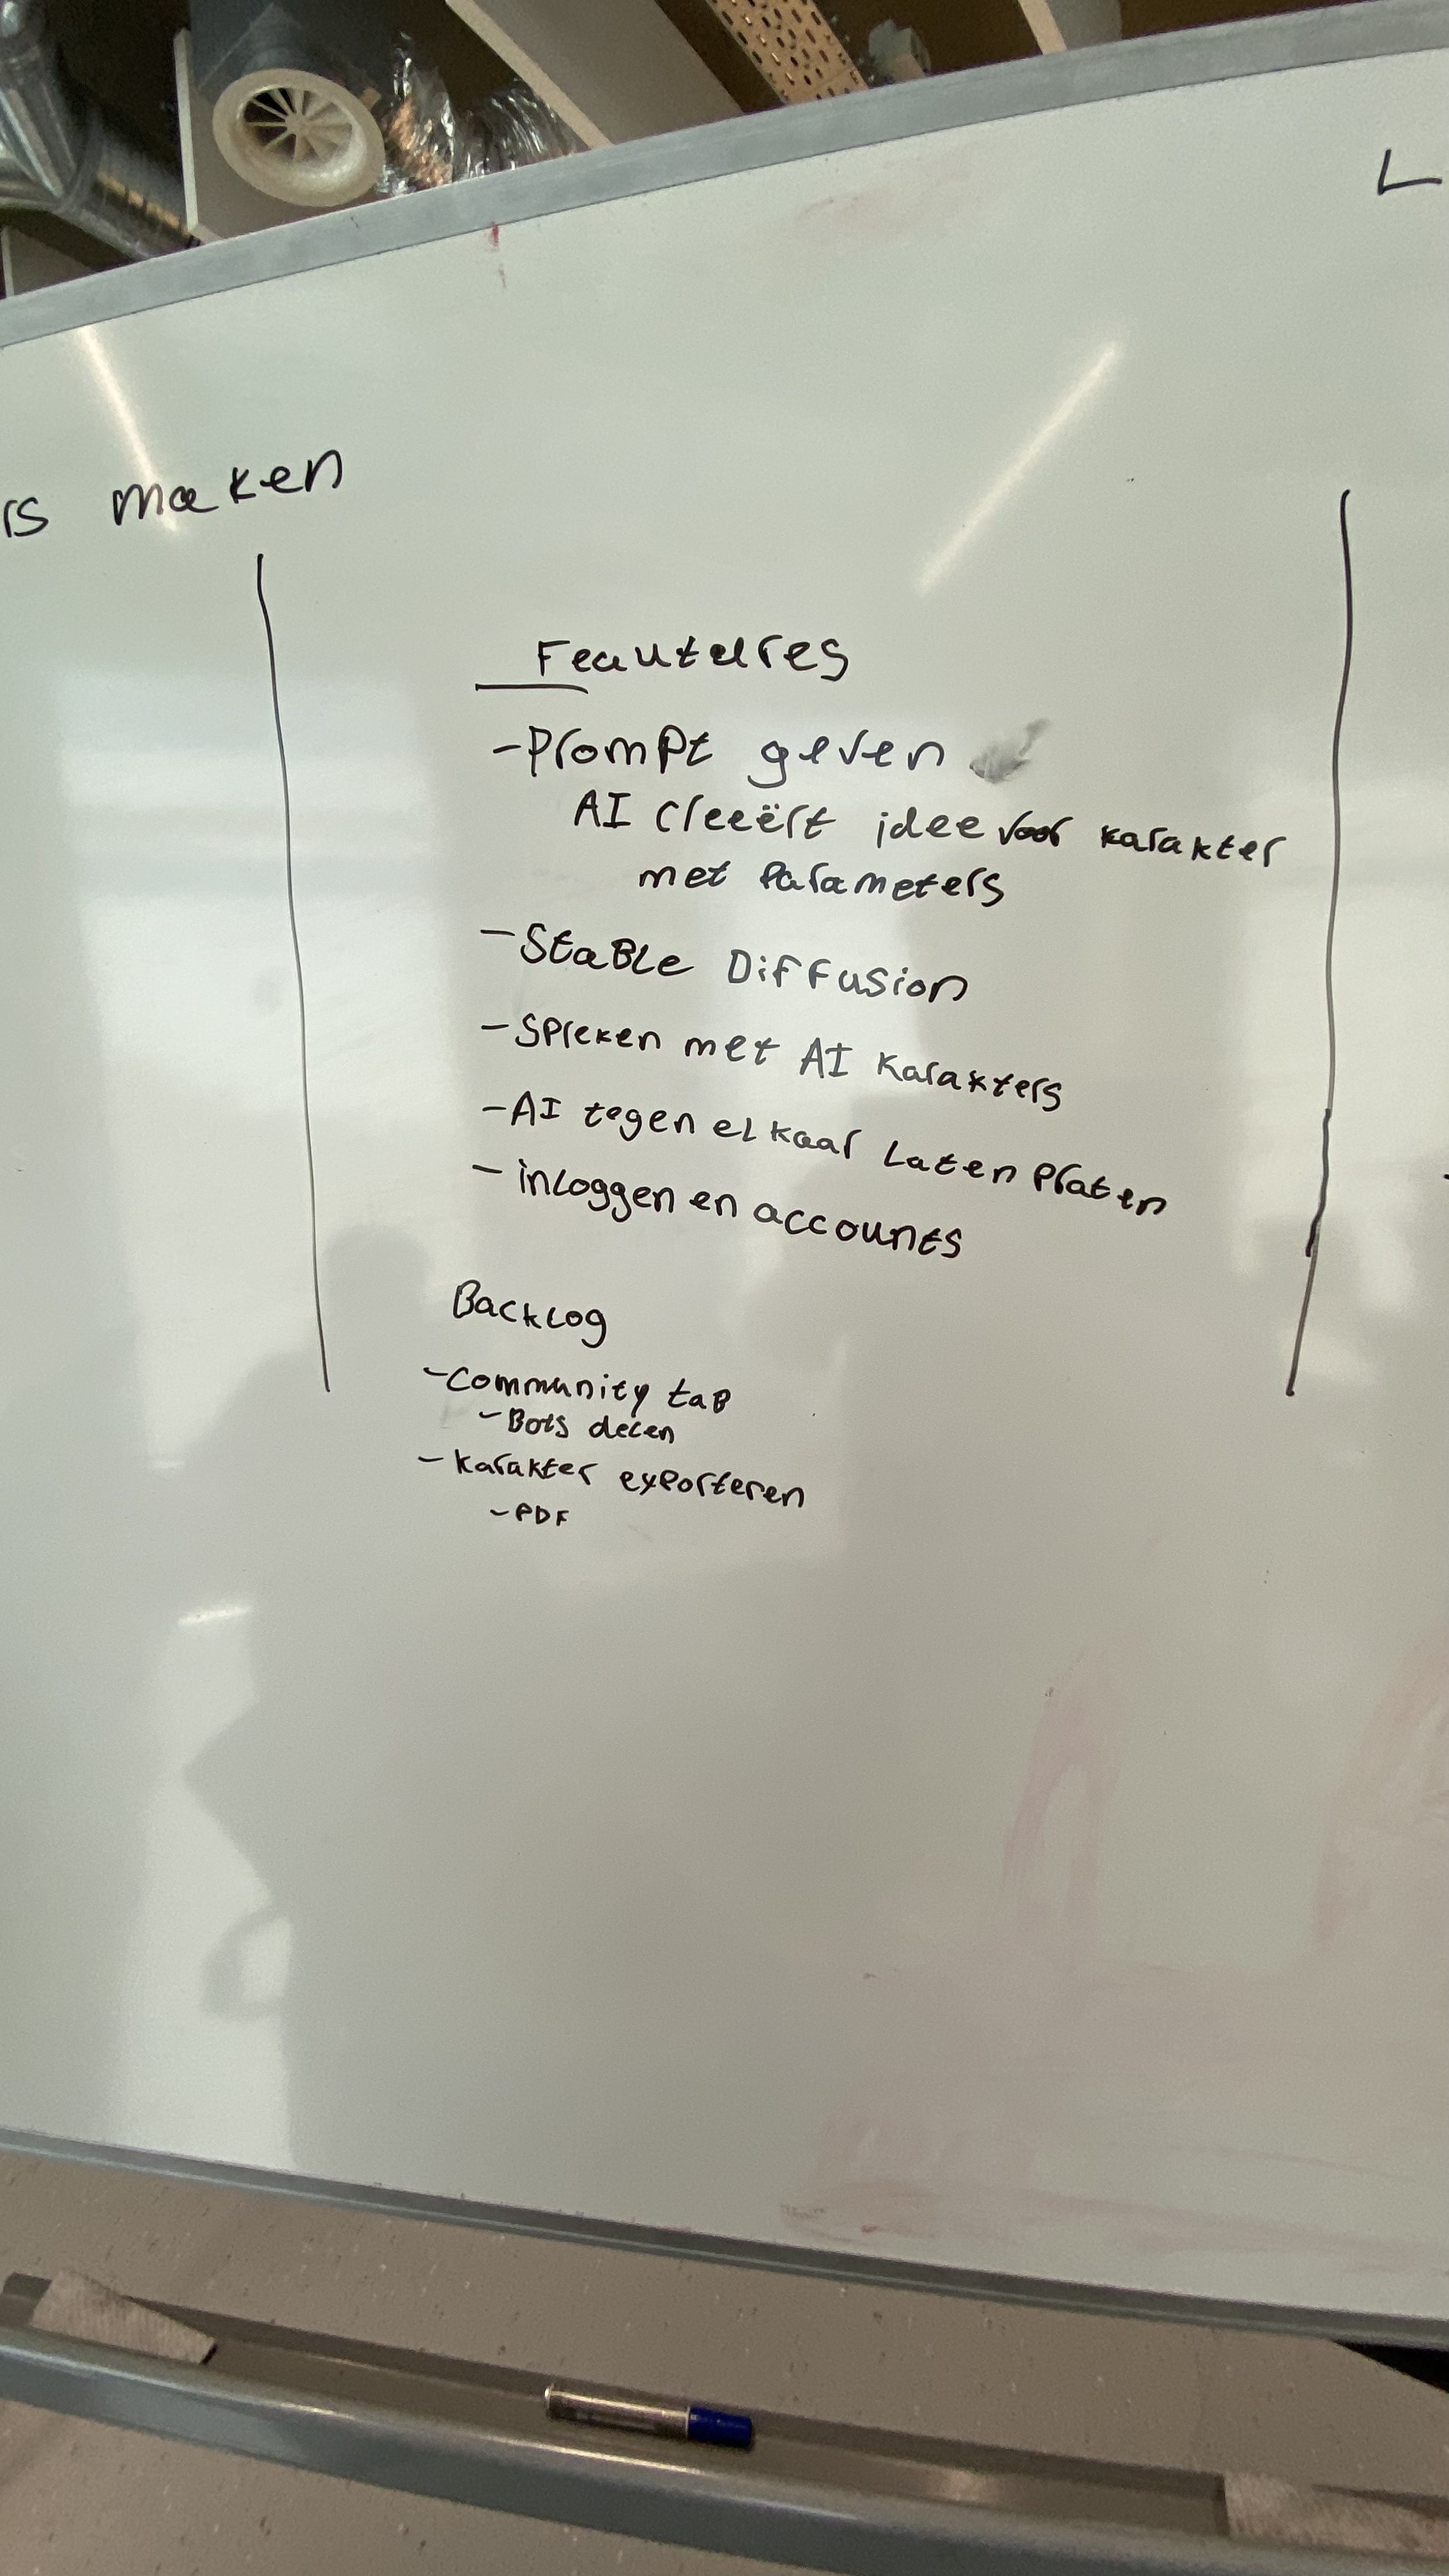 maken
Feautures
- Prompt geven
AI creeërt idee voor karakter
met Parameters
- Stable Diffusion
- Spreken met AI Karakters
- AI tegen elkaar Laten Praten
- inloggen en accounts
Backlog
- Community tab
- Bots delen
- karakter exporteren
- PDF